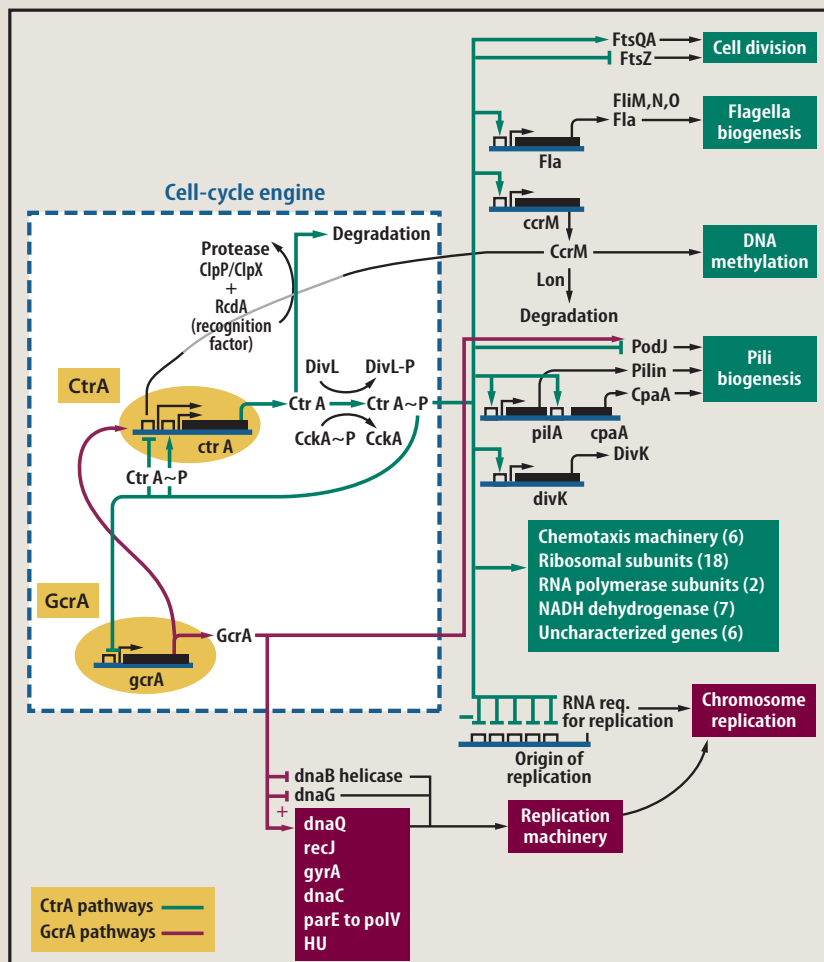 FtsQA
FtsZ
Cell division
FliM,N,O
Fla
Flagella
biogenesis
Fla
Cell-cycle engine
ccrM
Protease
ClpP/ClpX
+
RcdA
(recognition
factor)
Degradation
CcrM
DNA
methylation
Lon
Degradation
PodJ
Pilin
CpaA
Pili
biogenesis
CtrA
DivL
DivL-P
Ctr A
Ctr A~P
CckA~P
CckA
ctr A
pilA
cpaA
Ctr A~P
DivK
divK
Chemotaxis machinery (6)
Ribosomal subunits (18)
RNA polymerase subunits (2)
NADH dehydrogenase (7)
Uncharacterized genes (6)
GcrA
GcrA
gcrA
RNA req.
for replication
Chromosome
replication
Origin of
replication
dnaB helicase
dnaG
+
dnaQ
recJ
gyrA
dnaC
parE to polV
HU
Replication
machinery
CtrA pathways
GcrA pathways